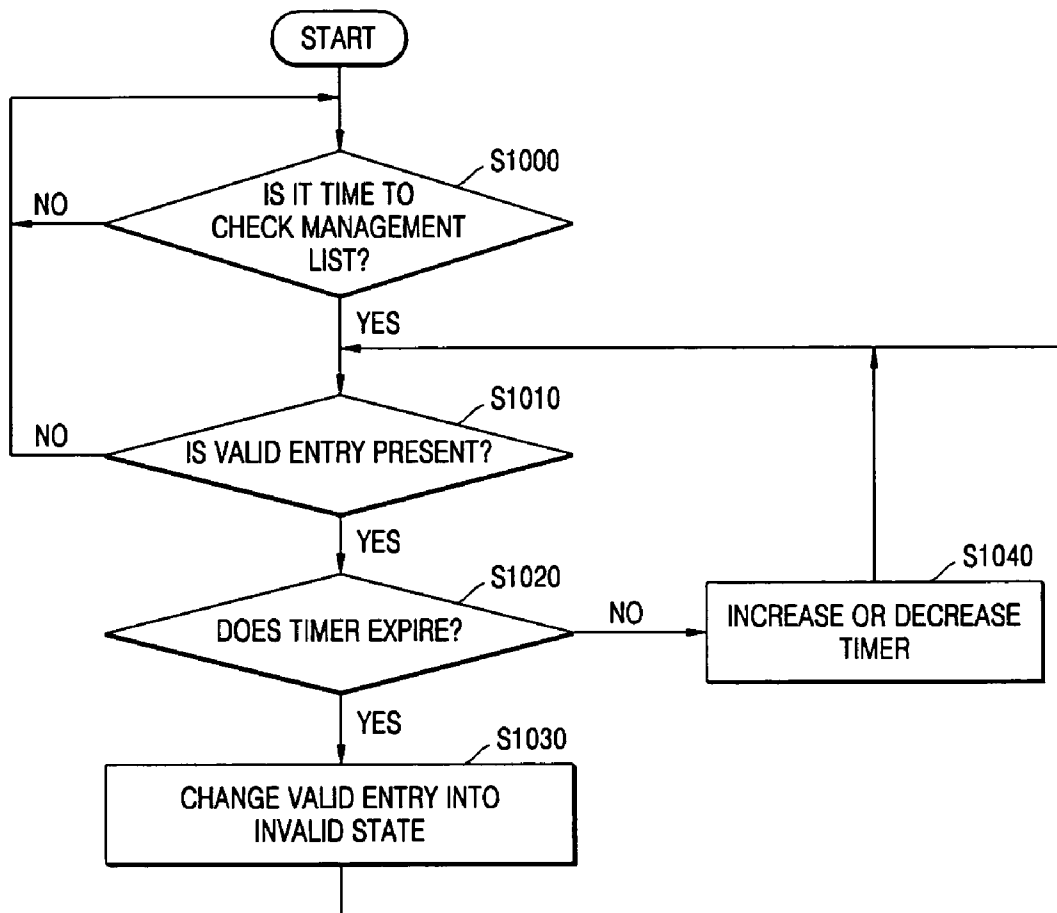 START
S1000
IS IT TIME TO
CHECK MANAGEMENT
LIST?
NO
YES
S1010
IS VALID ENTRY PRESENT?
NO
YES
S1020
DOES TIMER EXPIRE?
NO
S1040
INCREASE OR DECREASE
TIMER
YES
S1030
CHANGE VALID ENTRY INTO
INVALID STATE